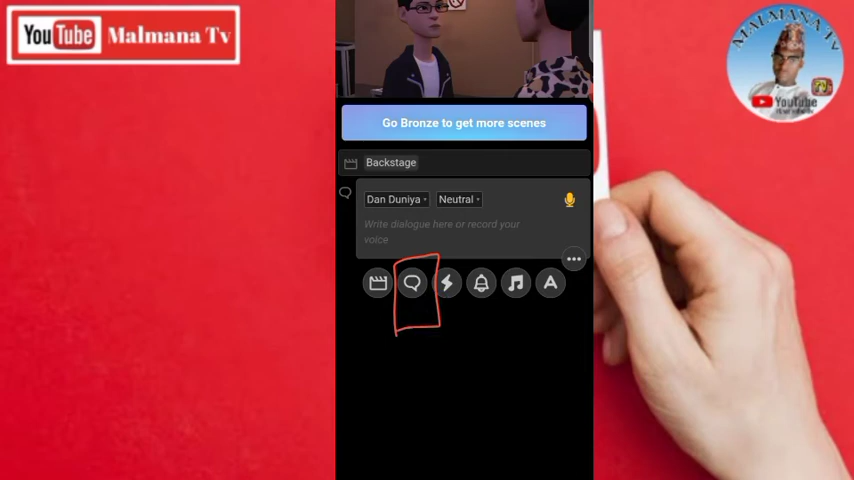 YouTube Malmana Tv
MALMANA TV
YouTube
Go Bronze to get more scenes
Backstage
Dan Duniya
Neutral
Write dialogue here or record your
voice
A